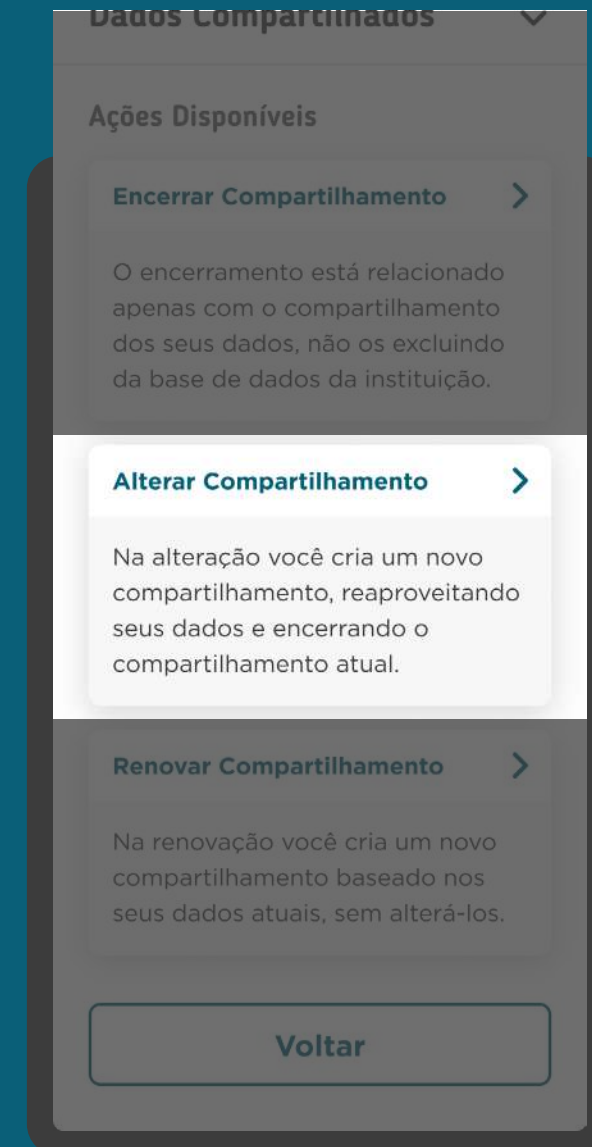 Dados Compartilhados
Ações Disponíveis
Encerrar Compartilhamento
O encerramento está relacionado
apenas com o compartilhamento
dos seus dados, não os excluindo
da base de dados da instituição.
Alterar Compartilhamento
Na alteração você cria um novo
compartilhamento, reaproveitando
seus dados e encerrando o
compartilhamento atual.
Renovar Compartilhamento
Na renovação você cria um novo
compartilhamento baseado nos
seus dados atuais, sem alterá-los.
Voltar